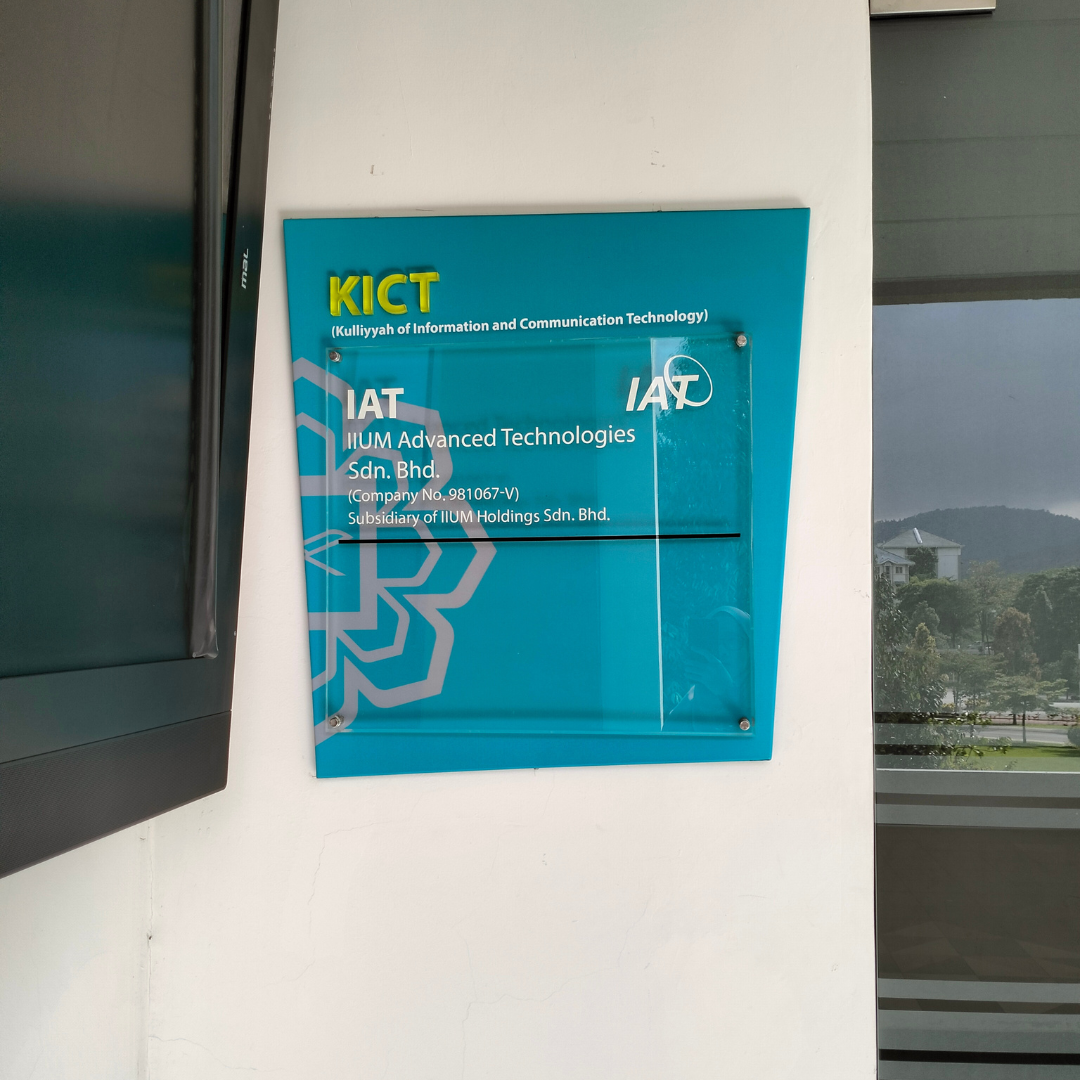 KICT
(Kulliyyah of Information and Communication Technology)
IAT
IAT
IIUM Advanced Technologies
Sdn. Bhd.
(Company No. 981067-V)
Subsidiary of IIUM Holdings Sdn. Bhd.